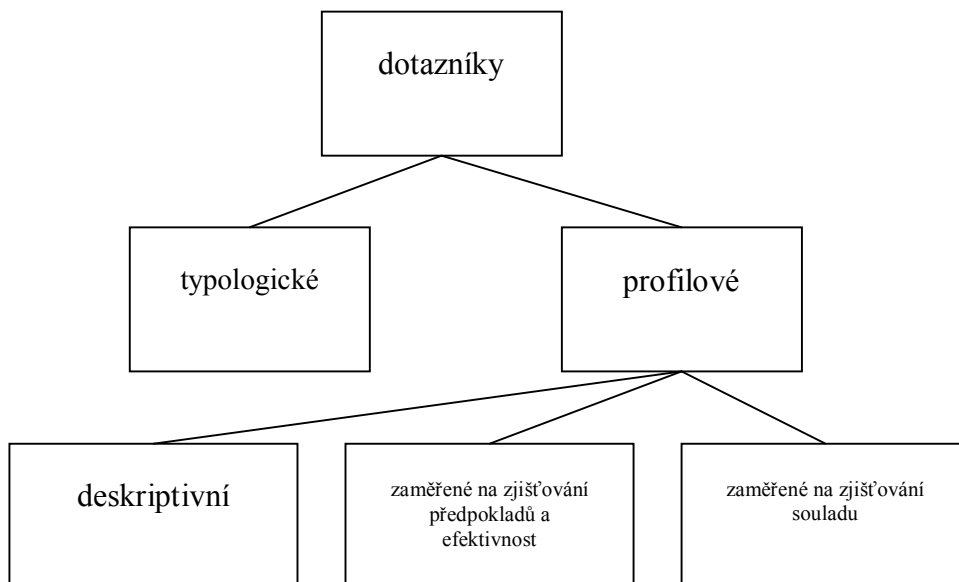 dotazníky
typologické
profilové
deskriptivní
zaměřené na zjišťování
předpokladů a
efektivnost
zaměřené na zjišťování
souladu